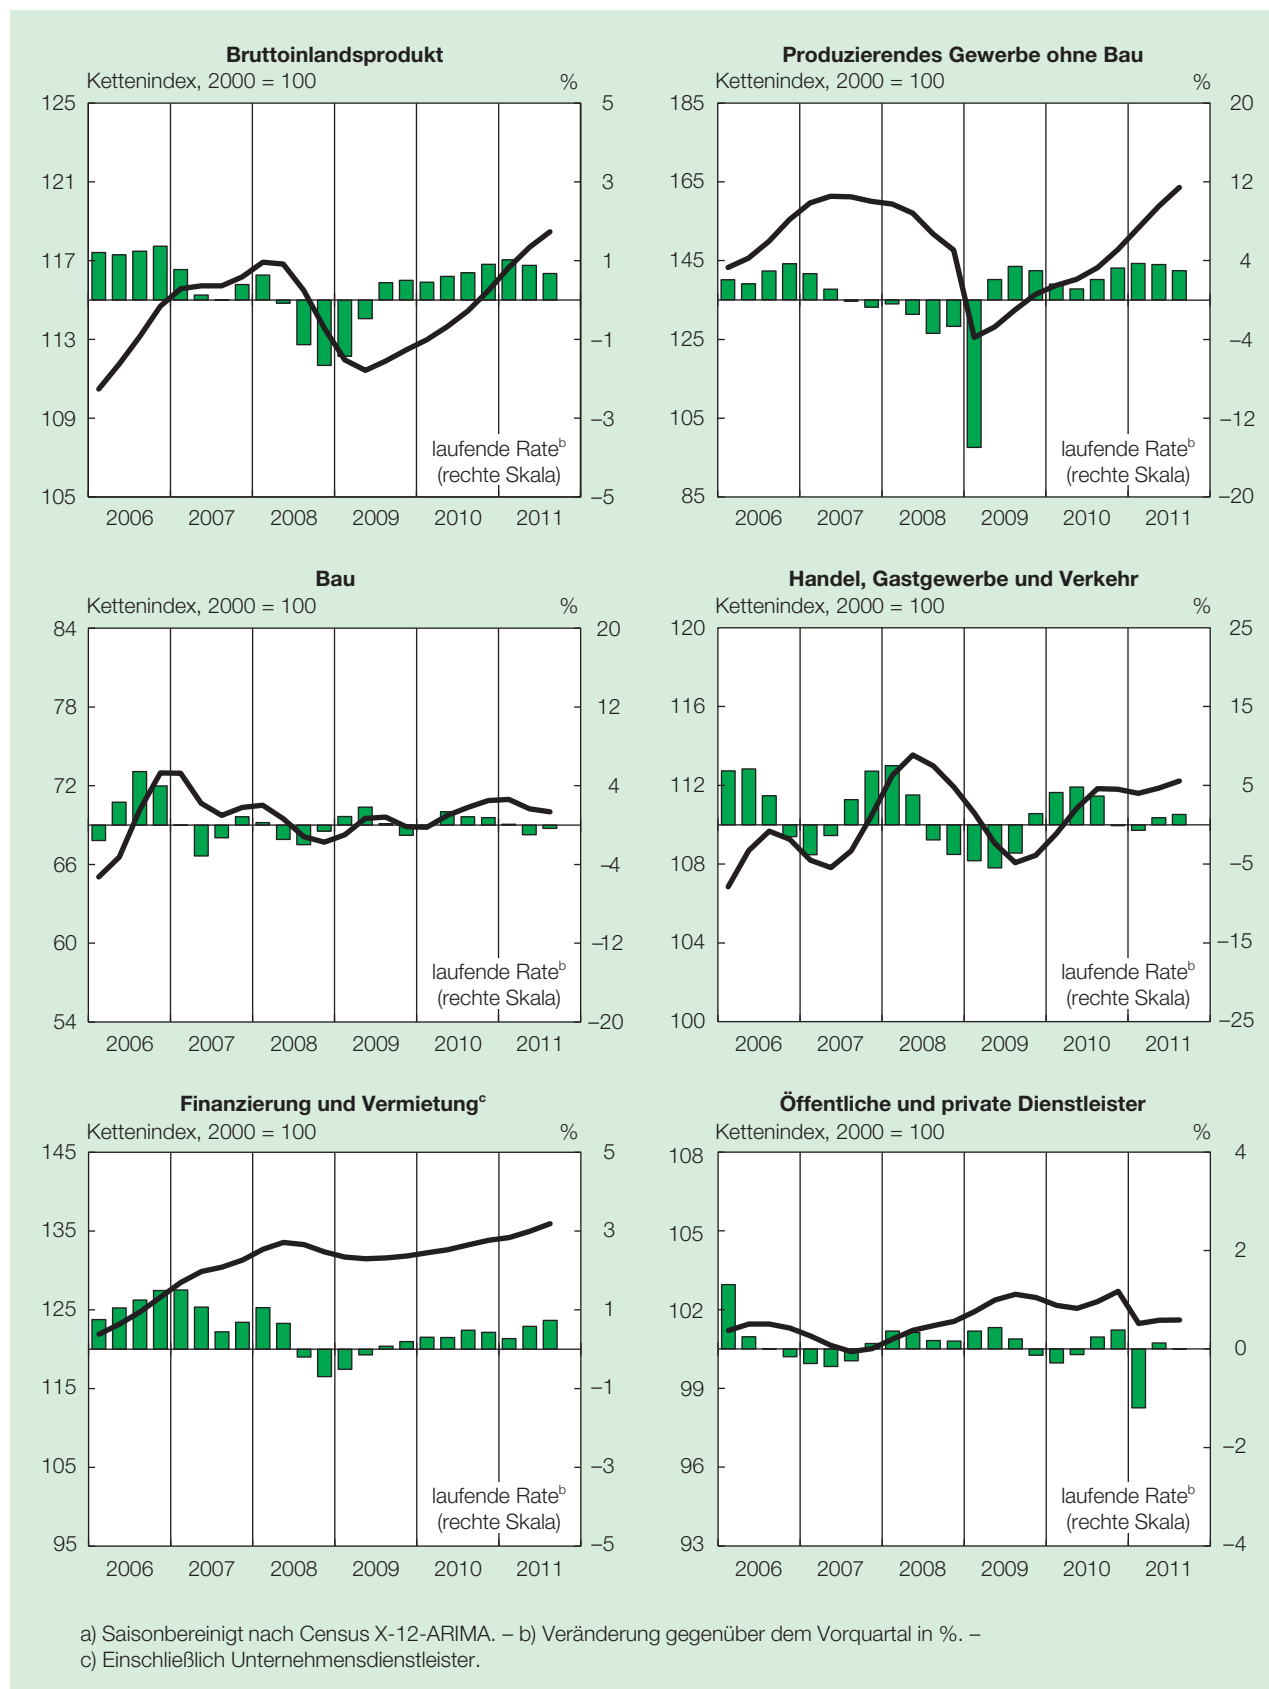 Bruttoinlandsprodukt
Kettenindex, 2000 = 100 %
125 5
121 3
117 1
113 –1
109 –3
laufende Rateb
(rechte Skala)
105 –5
2006 2007 2008 2009 2010 2011
Produzierendes Gewerbe ohne Bau
Kettenindex, 2000 = 100 %
185 20
165 12
145 4
125 –4
105 –12
laufende Rateb
(rechte Skala)
85 –20
2006 2007 2008 2009 2010 2011
Bau
Kettenindex, 2000 = 100 %
84 20
78 12
72 4
66 –4
60 –12
laufende Rateb
(rechte Skala)
54 –20
2006 2007 2008 2009 2010 2011
Handel, Gastgewerbe und Verkehr
Kettenindex, 2000 = 100 %
120 25
116 15
112 5
108 –5
104 –15
laufende Rateb
(rechte Skala)
100 –25
2006 2007 2008 2009 2010 2011
Finanzierung und Vermietungc
Kettenindex, 2000 = 100 %
145 5
135 3
125 1
115 –1
105 –3
laufende Rateb
(rechte Skala)
95 –5
2006 2007 2008 2009 2010 2011
Öffentliche und private Dienstleister
Kettenindex, 2000 = 100 %
108 4
105
2
102
0
99
–2
96
laufende Rateb
(rechte Skala)
93 –4
2006 2007 2008 2009 2010 2011
a) Saisonbereinigt nach Census X-12-ARIMA. – b) Veränderung gegenüber dem Vorquartal in %. –
c) Einschließlich Unternehmensdienstleister.